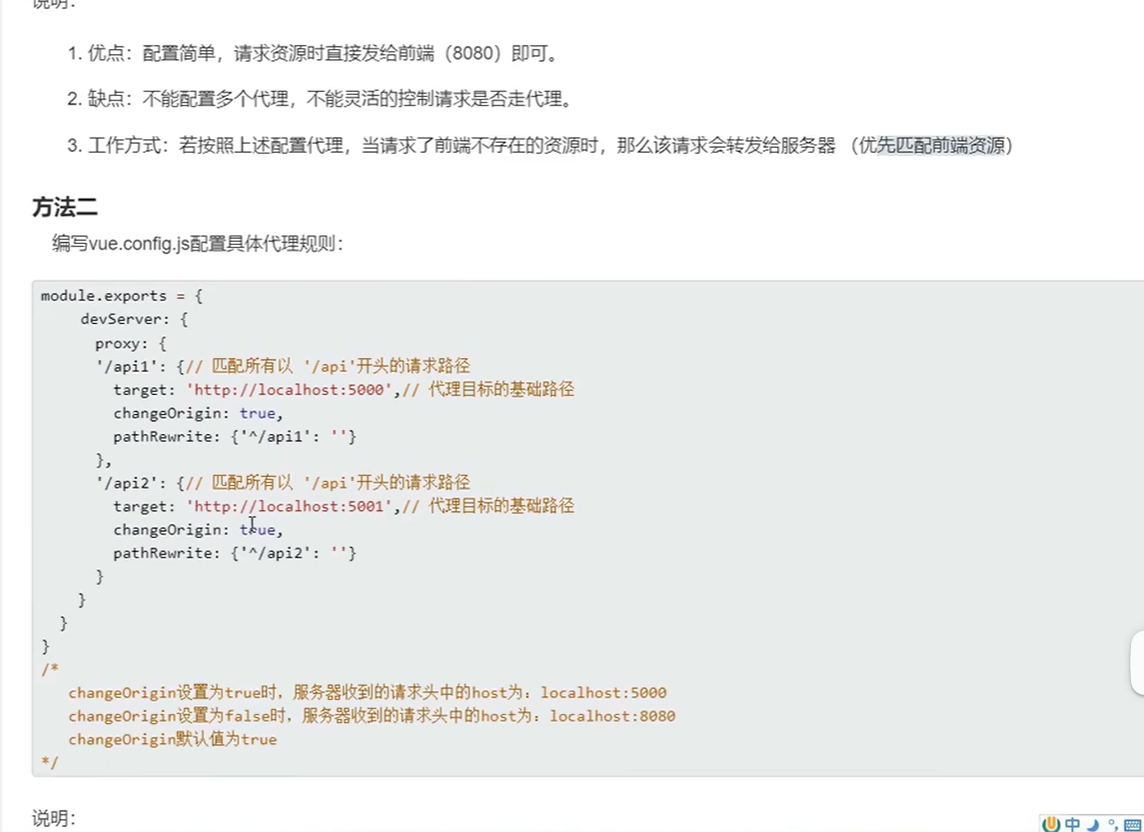 说明：
1. 优点：配置简单，请求资源时直接发给前端（8080）即可。
2. 缺点：不能配置多个代理，不能灵活的控制请求是否走代理。
3. 工作方式：若按照上述配置代理，当请求了前端不存在的资源时，那么该请求会转发给服务器 （优先匹配前端资源）
方法二
编写vue.config.js配置具体代理规则：
module.exports = {
devServer: {
proxy: {
'/api1': {// 匹配所有以 '/api'开头的请求路径
target: 'http://localhost:5000',// 代理目标的基础路径
changeOrigin: true,
pathRewrite: {'^/api1': ''}
},
'/api2': {// 匹配所有以 '/api'开头的请求路径
target: 'http://localhost:5001',// 代理目标的基础路径
changeOrigin: true,
pathRewrite: {'^/api2': ''}
}
}
}
}
/*
changeOrigin设置为true时，服务器收到的请求头中的host为：localhost:5000
changeOrigin设置为false时，服务器收到的请求头中的host为：localhost:8080
changeOrigin默认值为true
*/
说明：
中